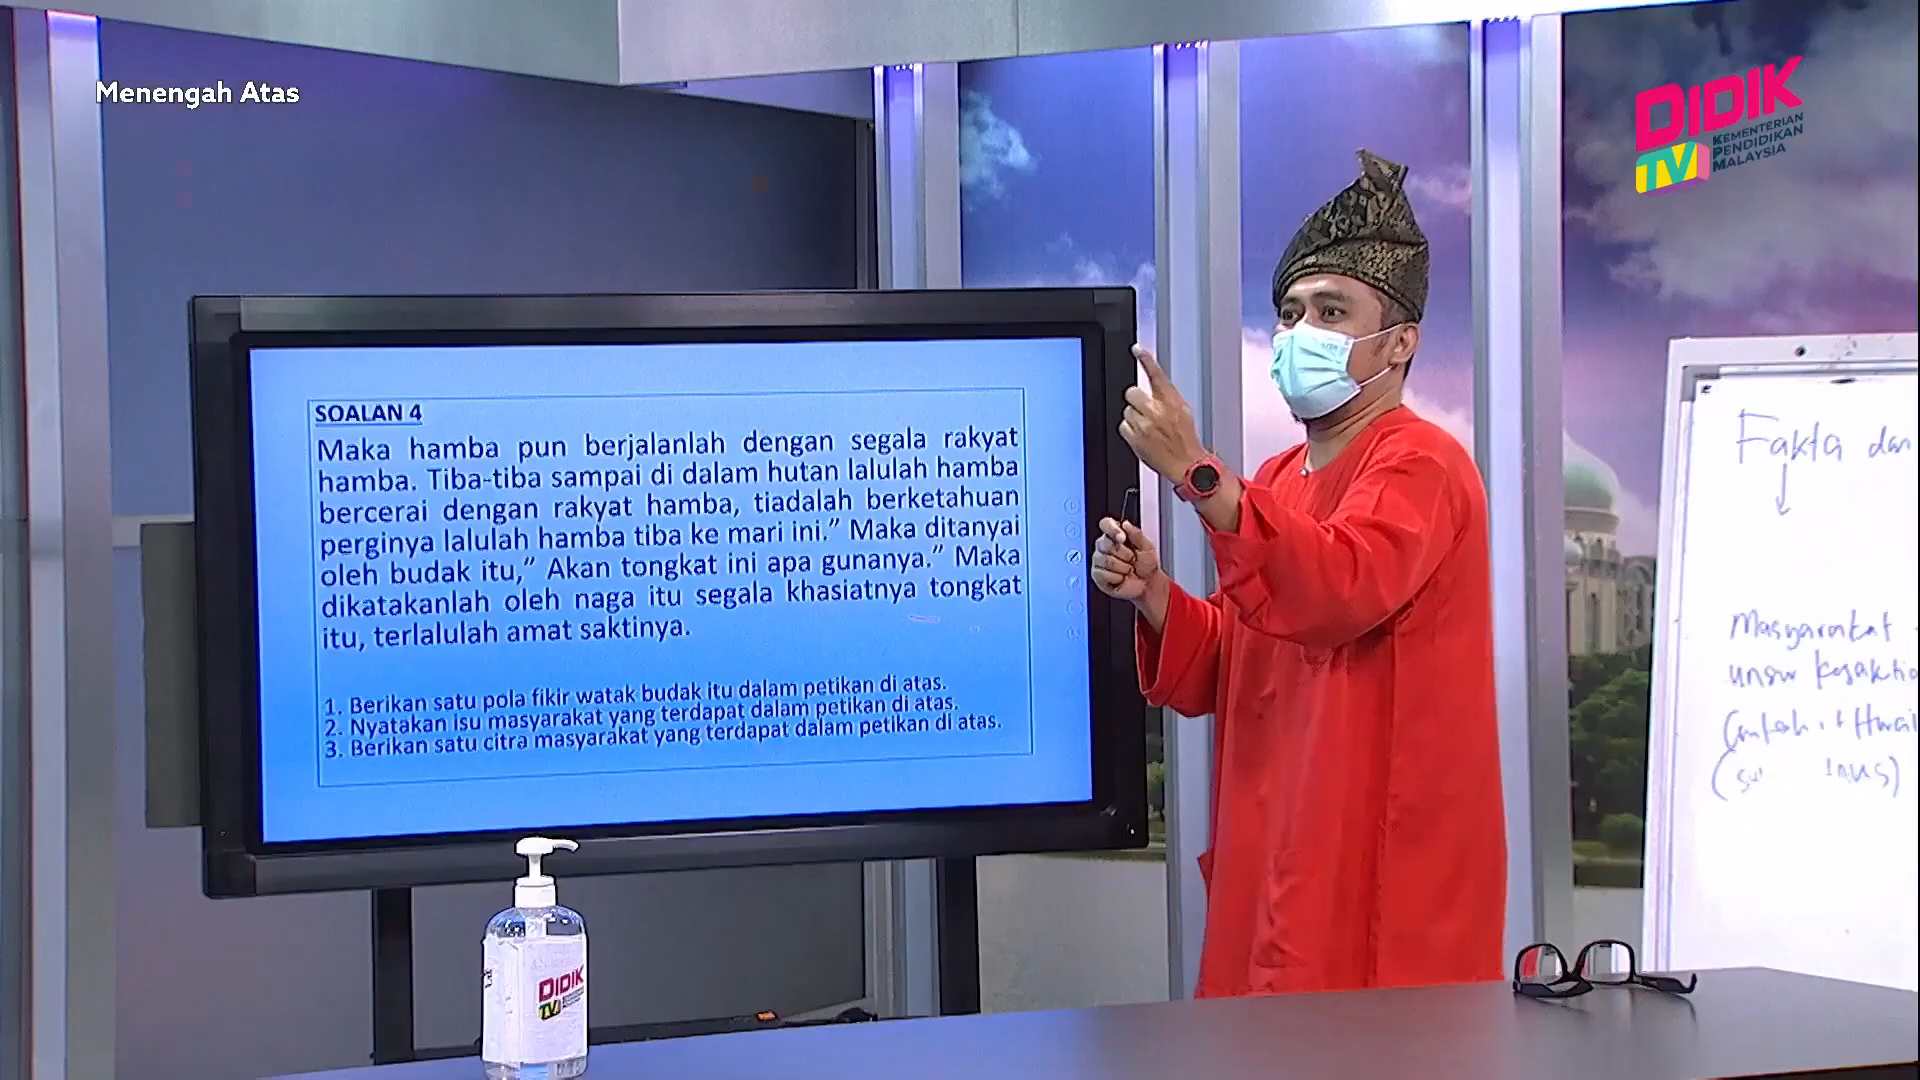 Menengah Atas
DIDIK
TV
KEMENTERIAN
PENDIDIKAN
MALAYSIA
SOALAN 4
Maka hamba pun berjalanlah dengan segala rakyat
hamba. Tiba-tiba sampai di dalam hutan lalulah hamba
bercerai dengan rakyat hamba, tiadalah berketahuan
perginya lalulah hamba tiba ke mari ini.” Maka ditanyai
oleh budak itu,” Akan tongkat ini apa gunanya.” Maka
dikatakanlah oleh naga itu segala khasiatnya tongkat
itu, terlalulah amat saktinya.
1. Berikan satu pola fikir watak budak itu dalam petikan di atas.
2. Nyatakan isu masyarakat yang terdapat dalam petikan di atas.
3. Berikan satu citra masyarakat yang terdapat dalam petikan di atas.
Fakta dan
Masyarakat
unsur
DIDIK
TV